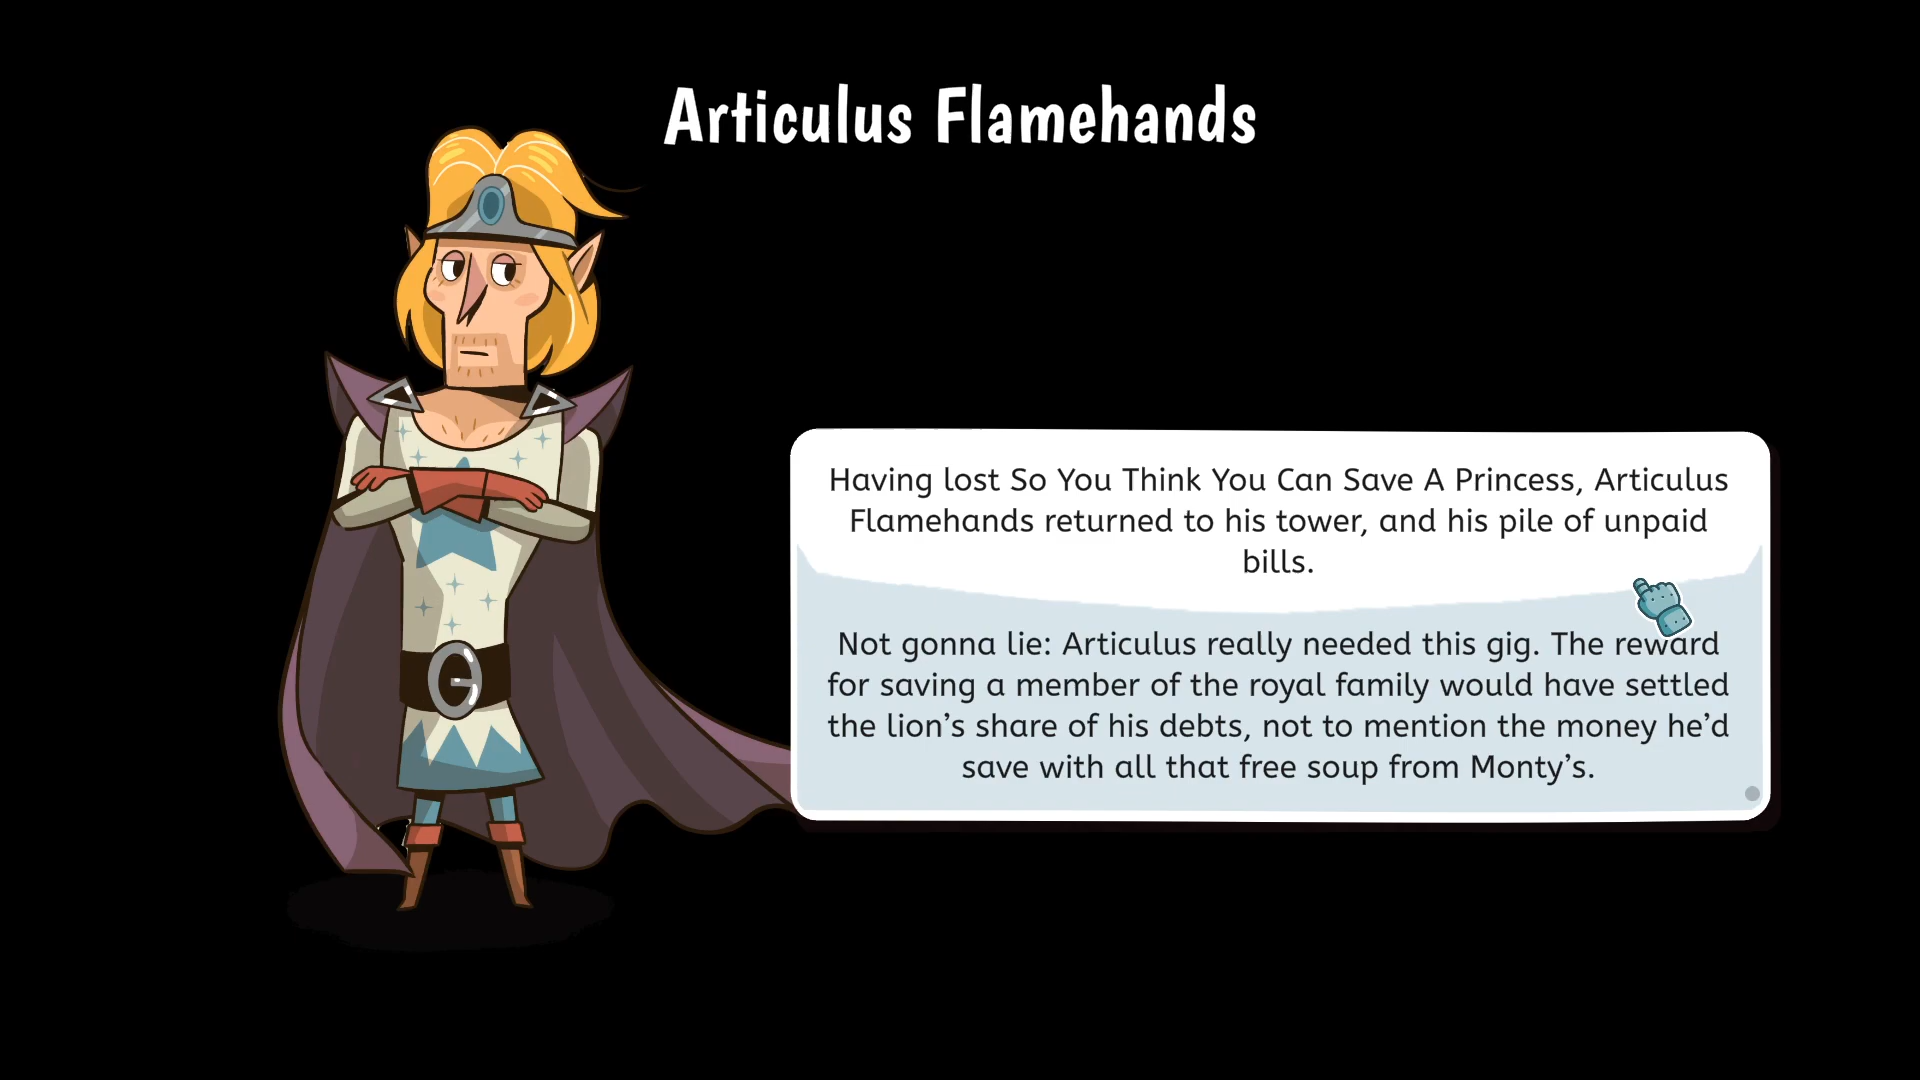 Articulus Flamehands
Having lost So You Think You Can Save A Princess, Articulus
Flamehands returned to his tower, and his pile of unpaid
bills.
Not gonna lie: Articulus really needed this gig. The reward
for saving a member of the royal family would have settled
the lion’s share of his debts, not to mention the money he’d
save with all that free soup from Monty’s.